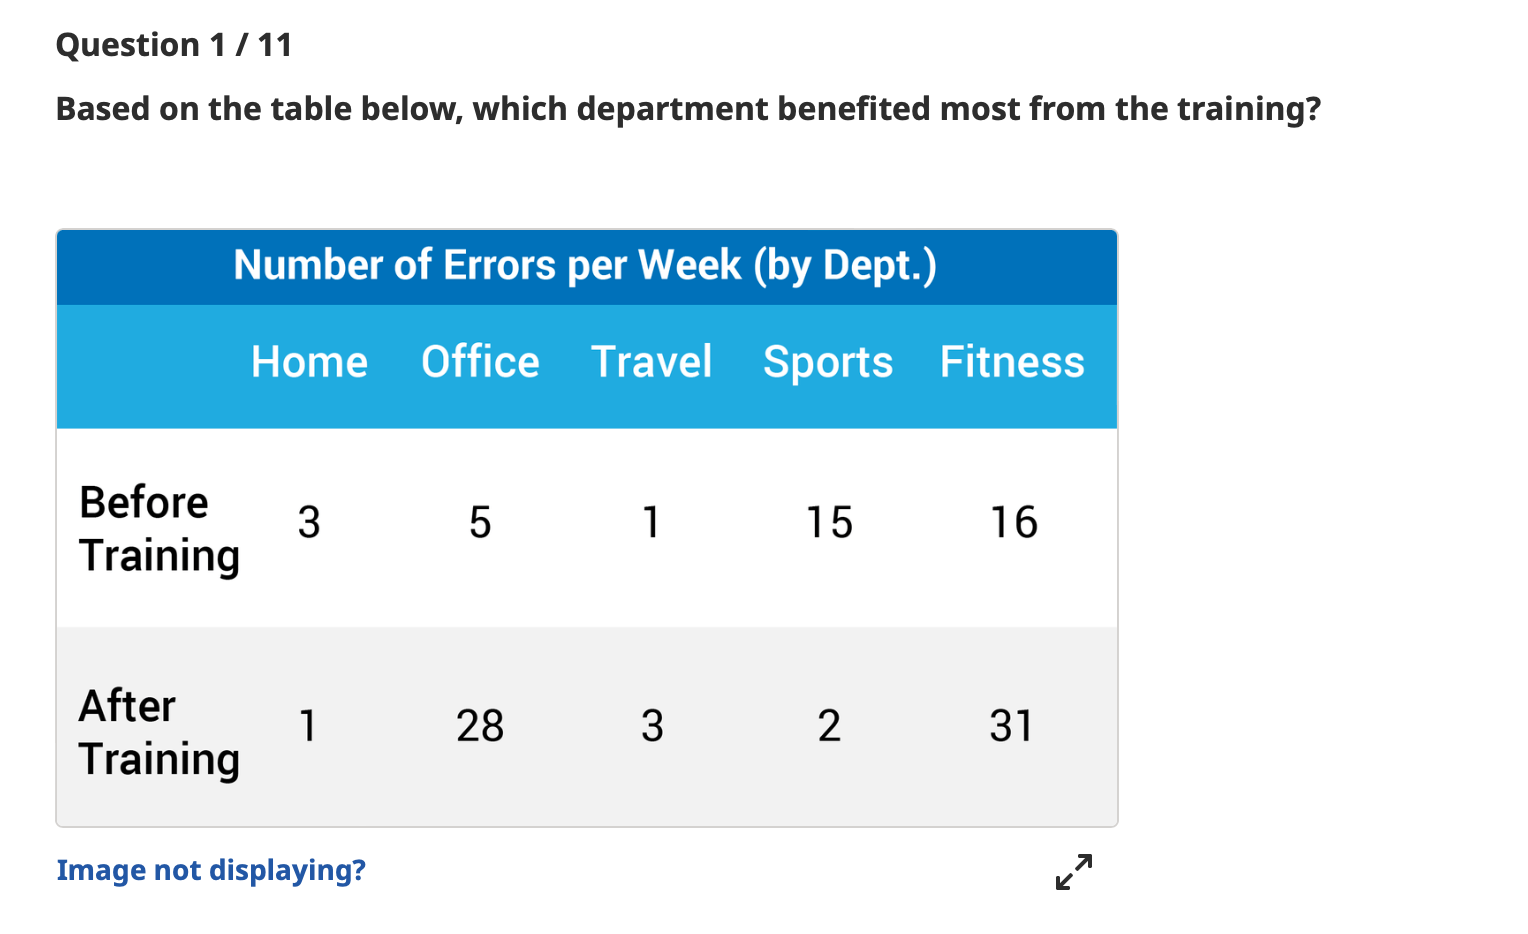 Question 1 / 11
Based on the table below, which department benefited most from the training?
Number of Errors per Week (by Dept.)
Home Office Travel Sports Fitness
Before Training 3 5 1 15 16
After Training 1 28 3 2 31
Image not displaying?